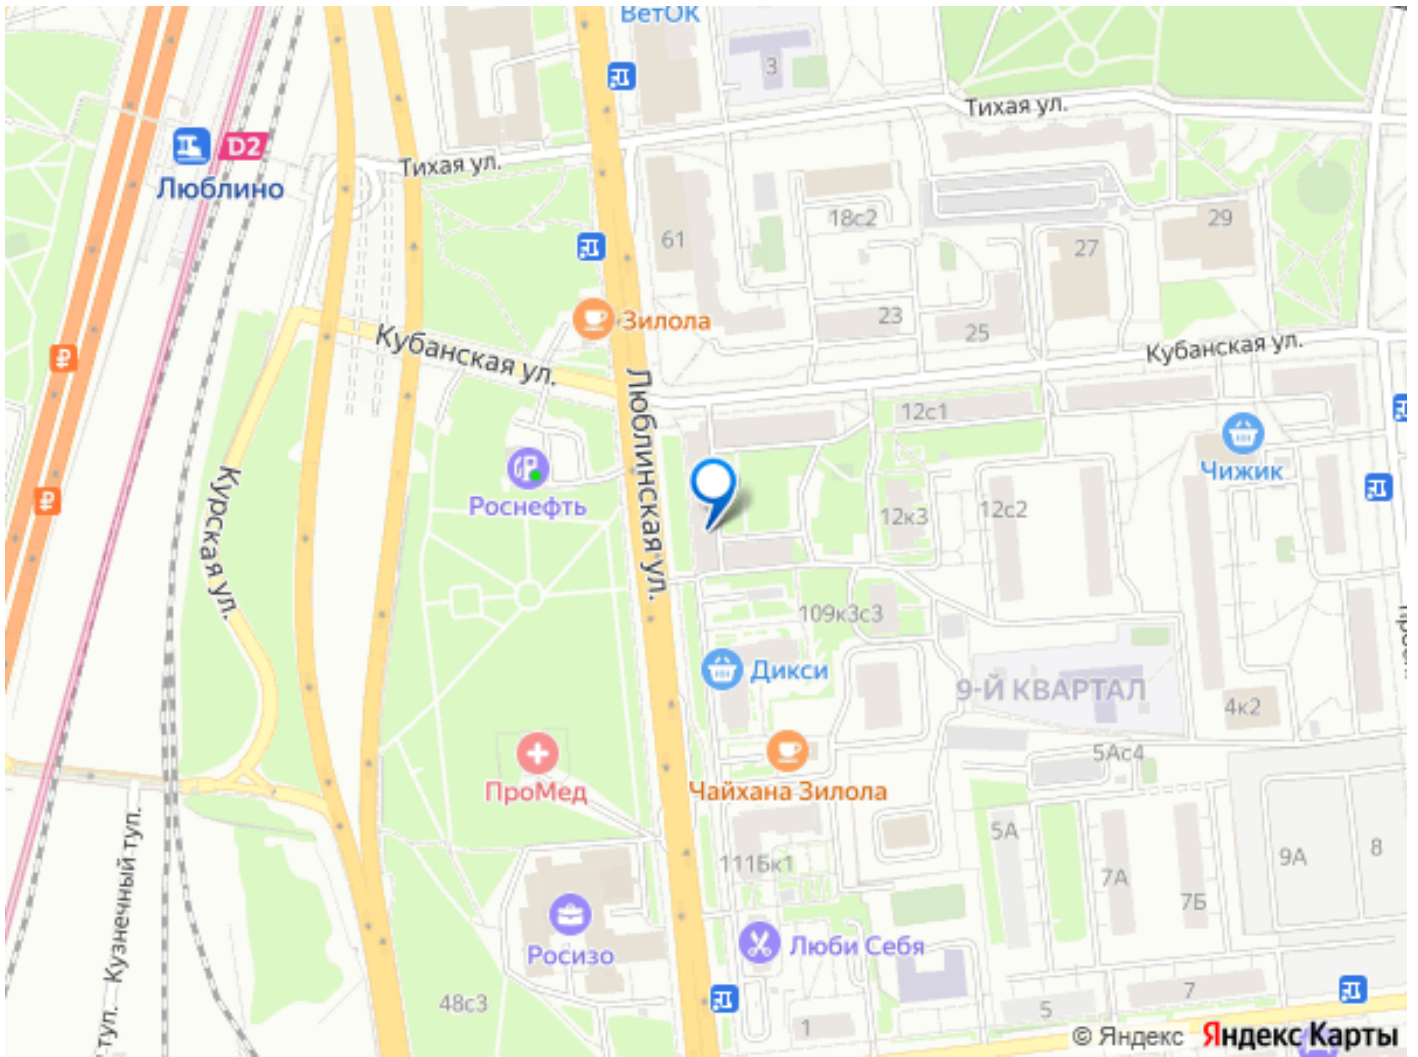 ВетОК
3
Тихая ул.
D2
Люблино
Тихая ул.
18с2
29
61
27
Зилола
23
25
Кубанская ул.
Кубанская ул.
Люблинская ул.
12с1
Чижик
Роснефть
Курская ул.
12к3
12с2
109к3с3
Дикси
9-Й КВАРТАЛ
4к2
5Ас4
ПроМед
Чайхана Зилола
5А
111Бк1
9А
8
7А
7Б
Кузнечный туп.
туп.
Росизо
Люби Себя
48с3
1
5
7
© Яндекс Яндекс Карты